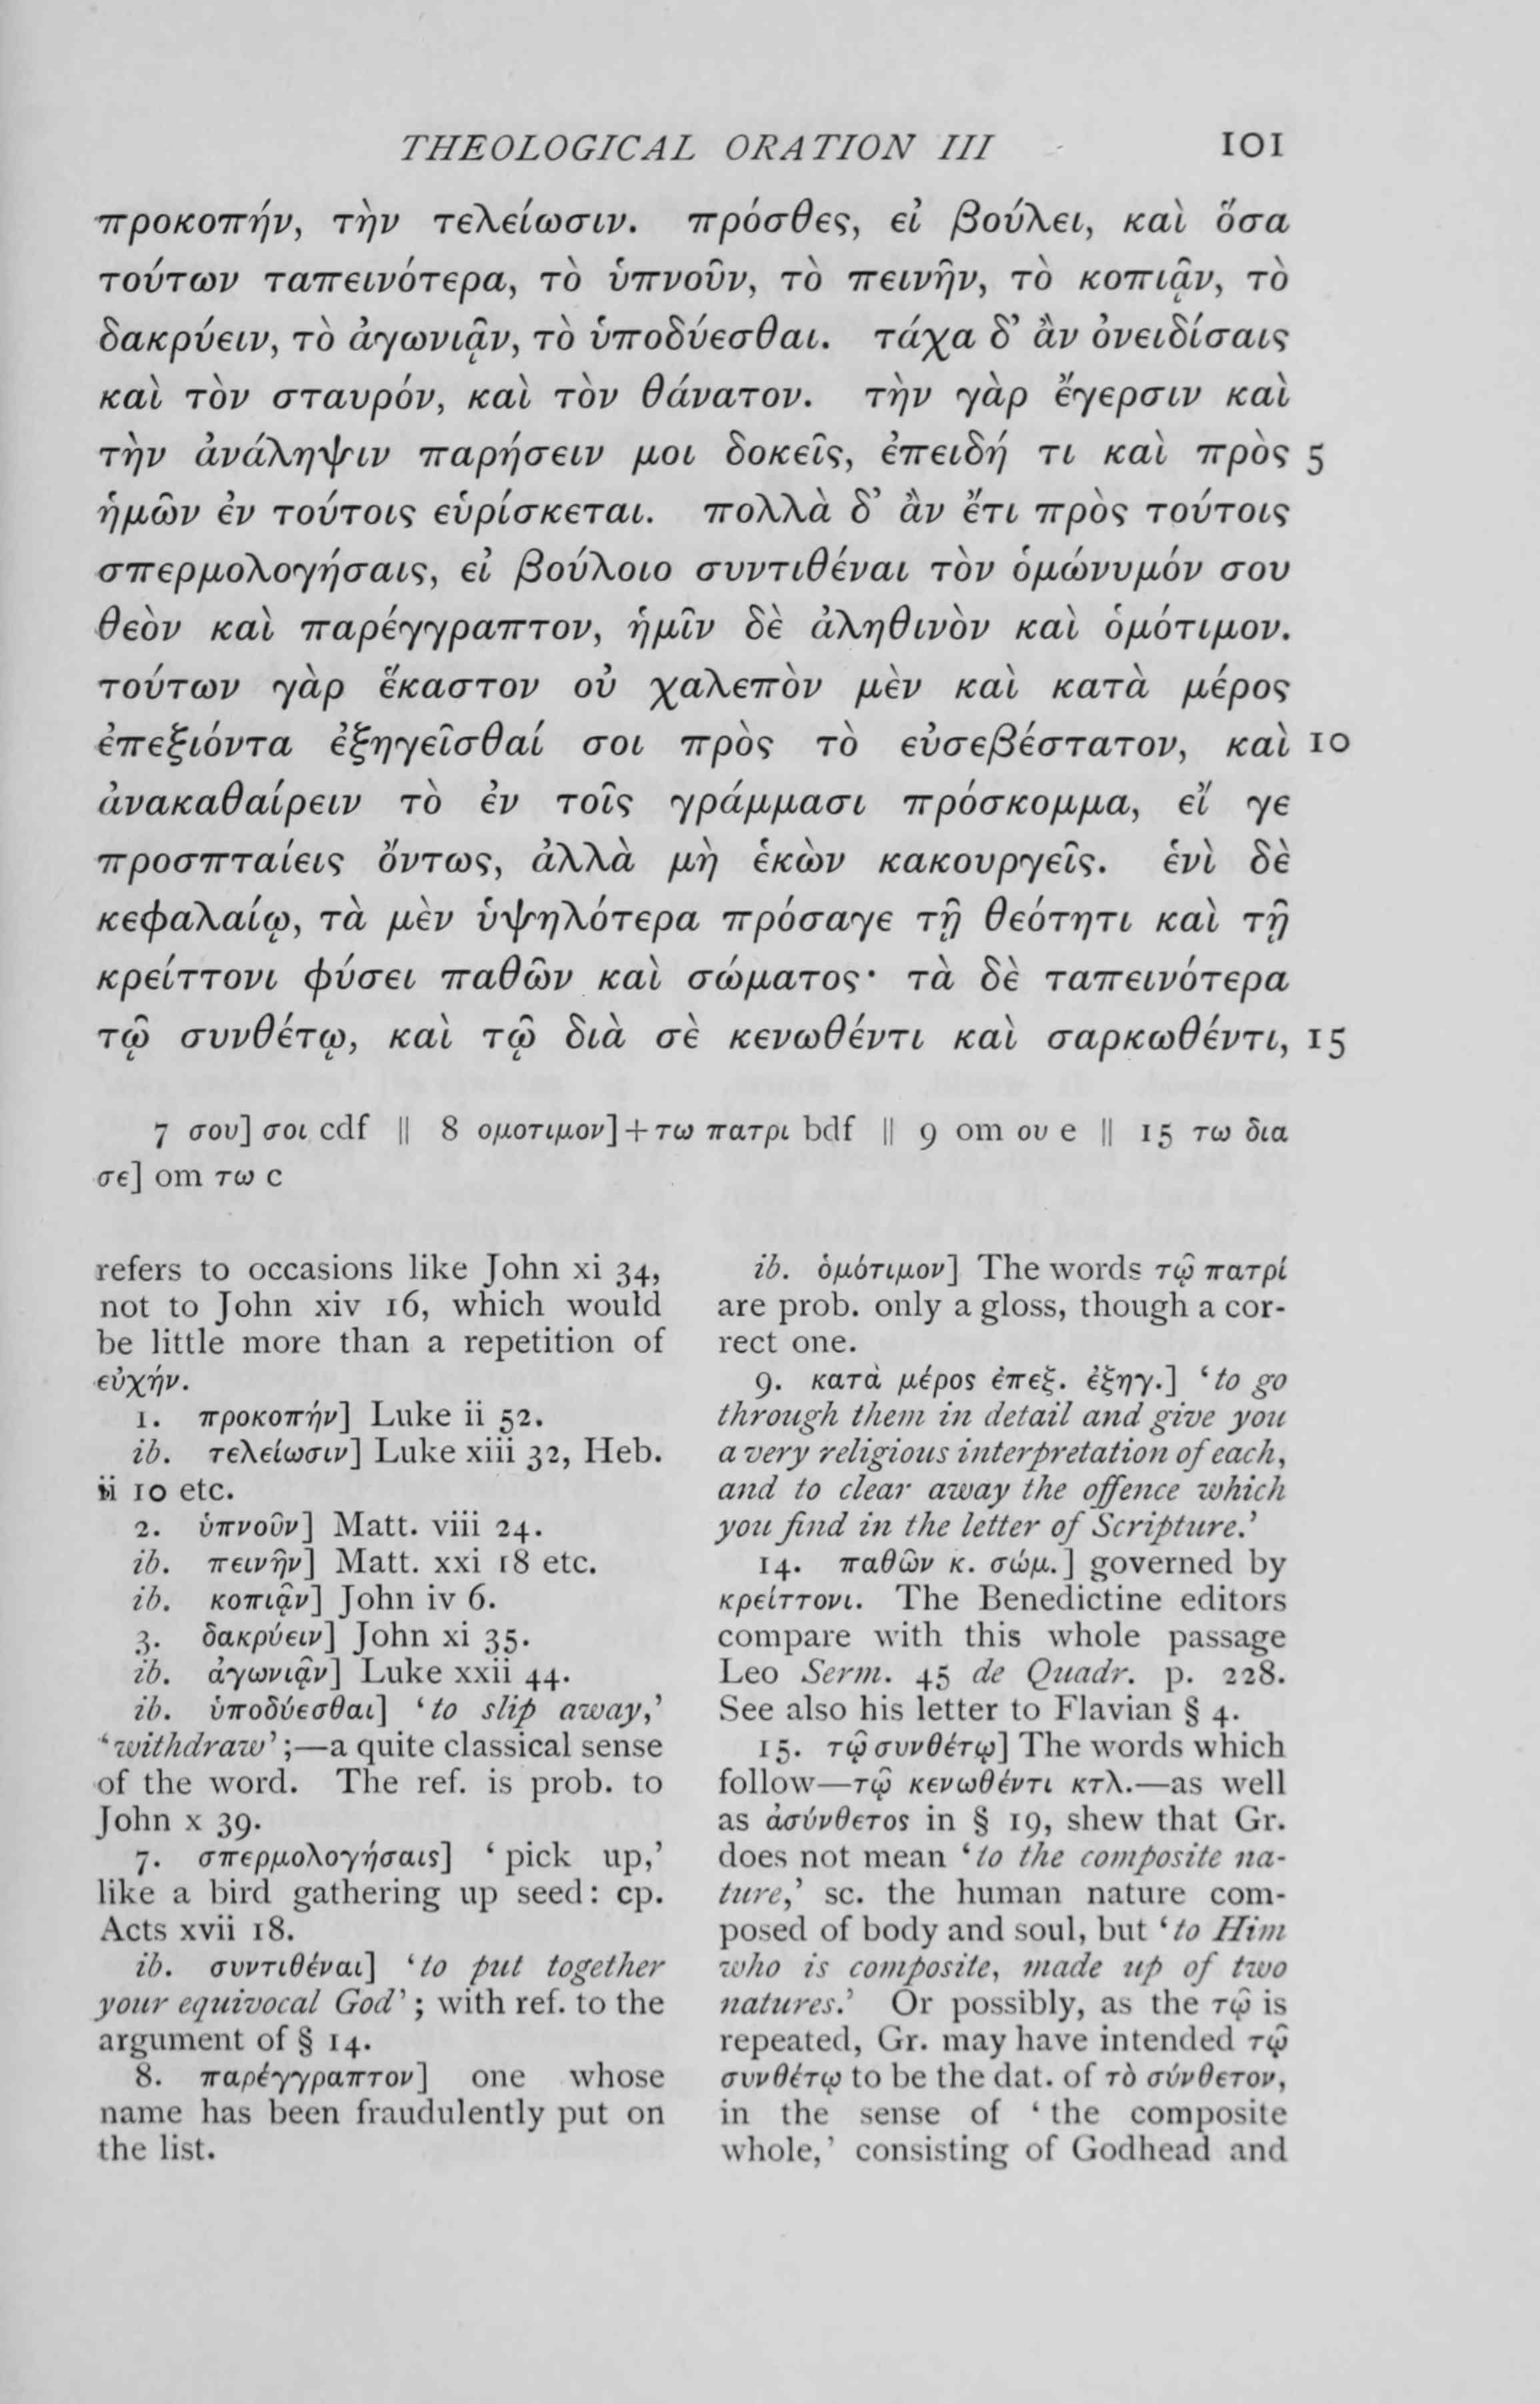 THEOLOGICAL ORATION III 101
προκοπήν, τὴν τελείωσιν. πρόσθες, εἰ βούλει, καὶ ὅσα
τούτων ταπεινότερα, τὸ ὑπνοῦν, τὸ πεινῆν, τὸ κοπιᾷν, τὸ
δακρύειν, τὸ ἀγωνιᾷν, τὸ ὑποδύεσθαι. τάχα δ’ ἂν ὀνειδίσαις
καὶ τὸν σταυρόν, καὶ τὸν θάνατον. τὴν γὰρ ἔγερσιν καὶ
τὴν ἀνάληψιν παρήσειν μοι δοκεῖς, ἐπειδή τι καὶ πρὸς 5
ἡμῶν ἐν τούτοις εὑρίσκεται. πολλὰ δ’ ἂν ἔτι πρὸς τούτοις
σπερμολογήσαις, εἰ βούλοιο συντιθέναι τὸν ὁμώνυμόν σου
θεὸν καὶ παρέγγραπτον, ἡμῖν δὲ ἀληθινὸν καὶ ὁμότιμον.
τούτων γὰρ ἕκαστον οὐ χαλεπὸν μὲν καὶ κατὰ μέρος
ἐπεξιόντα ἐξηγεῖσθαί σοι πρὸς τὸ εὐσεβέστατον, καὶ 10
ἀνακαθαίρειν τὸ ἐν τοῖς γράμμασι πρόσκομμα, εἴ γε
προσπταίεις ὄντως, ἀλλὰ μὴ ἑκὼν κακουργεῖς. ἑνὶ δὲ
κεφαλαίῳ, τὰ μὲν ὑψηλότερα πρόσαγε τῇ θεότητι καὶ τῇ
κρείττονι φύσει παθῶν καὶ σώματος· τὰ δὲ ταπεινότερα
τῷ συνθέτῳ, καὶ τῷ διὰ σὲ κενωθέντι καὶ σαρκωθέντι, 15
7 σου] σοι cdf || 8 ομοτιμον]+τω πατρι bdf || 9 om ου e || 15 τω δια
σε] om τω c
refers to occasions like John xi 34,
not to John xiv 16, which would
be little more than a repetition of
εὐχήν.
1. προκοπήν] Luke ii 52.
ib. τελείωσιν] Luke xiii 32, Heb.
ii 10 etc.
2. ὑπνοῦν] Matt. viii 24.
ib. πεινῆν] Matt. xxi 18 etc.
ib. κοπιᾷν] John iv 6.
3. δακρύειν] John xi 35.
ib. ἀγωνιᾷν] Luke xxii 44.
ib. ὑποδύεσθαι] ‘to slip away,’
‘withdraw’;—a quite classical sense
of the word. The ref. is prob. to
John x 39.
7. σπερμολογήσαις] ‘pick up,’
like a bird gathering up seed: cp.
Acts xvii 18.
ib. συντιθέναι] ‘to put together
your equivocal God’; with ref. to the
argument of § 14.
8. παρέγγραπτον] one whose
name has been fraudulently put on
the list.
ib. ὁμότιμον] The words τῷ πατρί
are prob. only a gloss, though a cor-
rect one.
9. κατὰ μέρος ἐπεξ. ἐξηγ.] ‘to go
through them in detail and give you
a very religious interpretation of each,
and to clear away the offence which
you find in the letter of Scripture.’
14. παθῶν κ. σώμ.] governed by
κρείττονι. The Benedictine editors
compare with this whole passage
Leo Serm. 45 de Quadr. p. 228.
See also his letter to Flavian § 4.
15. τῷ συνθέτῳ] The words which
follow—τῷ κενωθέντι κτλ.—as well
as ἀσύνθετος in § 19, shew that Gr.
does not mean ‘to the composite na-
ture,’ sc. the human nature com-
posed of body and soul, but ‘to Him
who is composite, made up of two
natures.’ Or possibly, as the τῷ is
repeated, Gr. may have intended τῷ
συνθέτῳ to be the dat. of τὸ σύνθετον,
in the sense of ‘the composite
whole,’ consisting of Godhead and